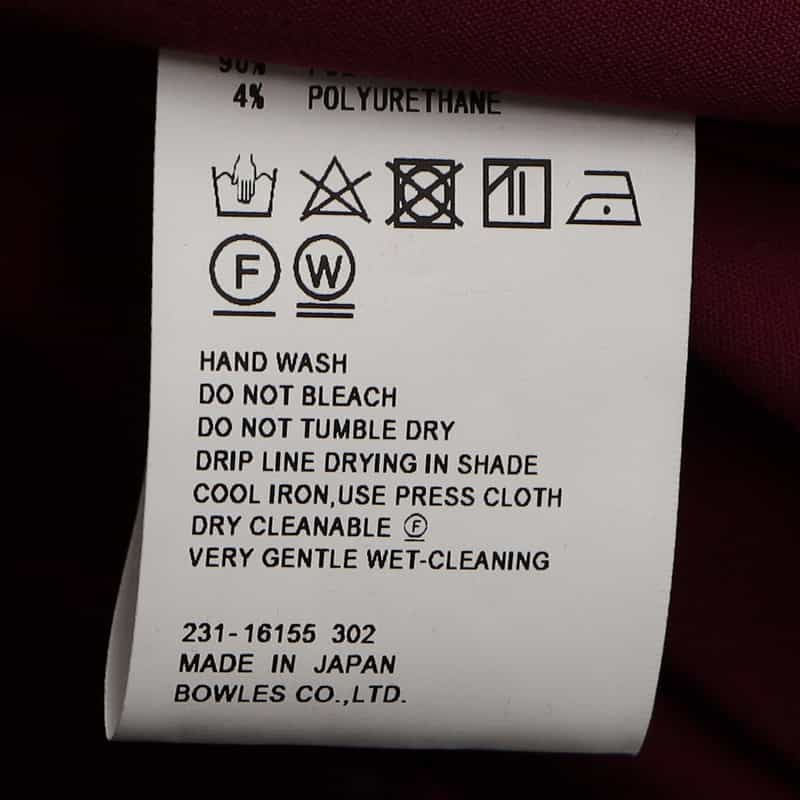 4% POLYURETHANE
F W
HAND WASH
DO NOT BLEACH
DO NOT TUMBLE DRY
DRIP LINE DRYING IN SHADE
COOL IRON,USE PRESS CLOTH
DRY CLEANABLE Ⓕ
VERY GENTLE WET-CLEANING
231-16155 302
MADE IN JAPAN
BOWLES CO.,LTD.